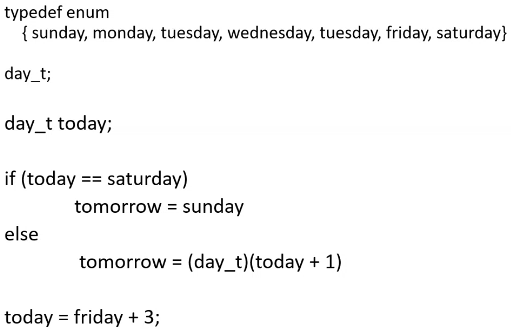 typedef enum
{ sunday, monday, tuesday, wednesday, tuesday, friday, saturday}
day_t;
day_t today;
if (today == saturday)
tomorrow = sunday
else
tomorrow = (day_t)(today + 1)
today = friday + 3;